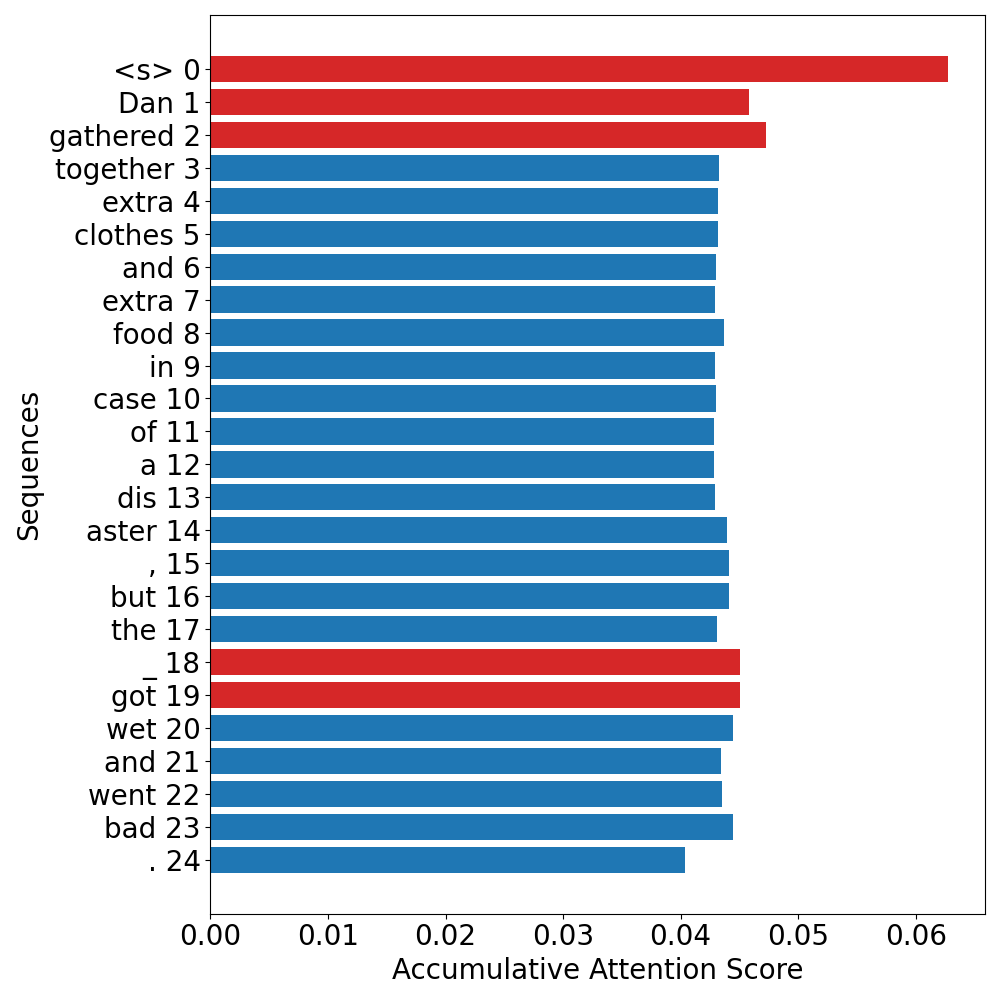 <s> 0
Dan 1
gathered 2
together 3
extra 4
clothes 5
and 6
extra 7
food 8
in 9
case 10
of 11
a 12
dis 13
aster 14
, 15
but 16
the 17
_ 18
got 19
wet 20
and 21
went 22
bad 23
. 24
Sequences
0.00 0.01 0.02 0.03 0.04 0.05 0.06
Accumulative Attention Score